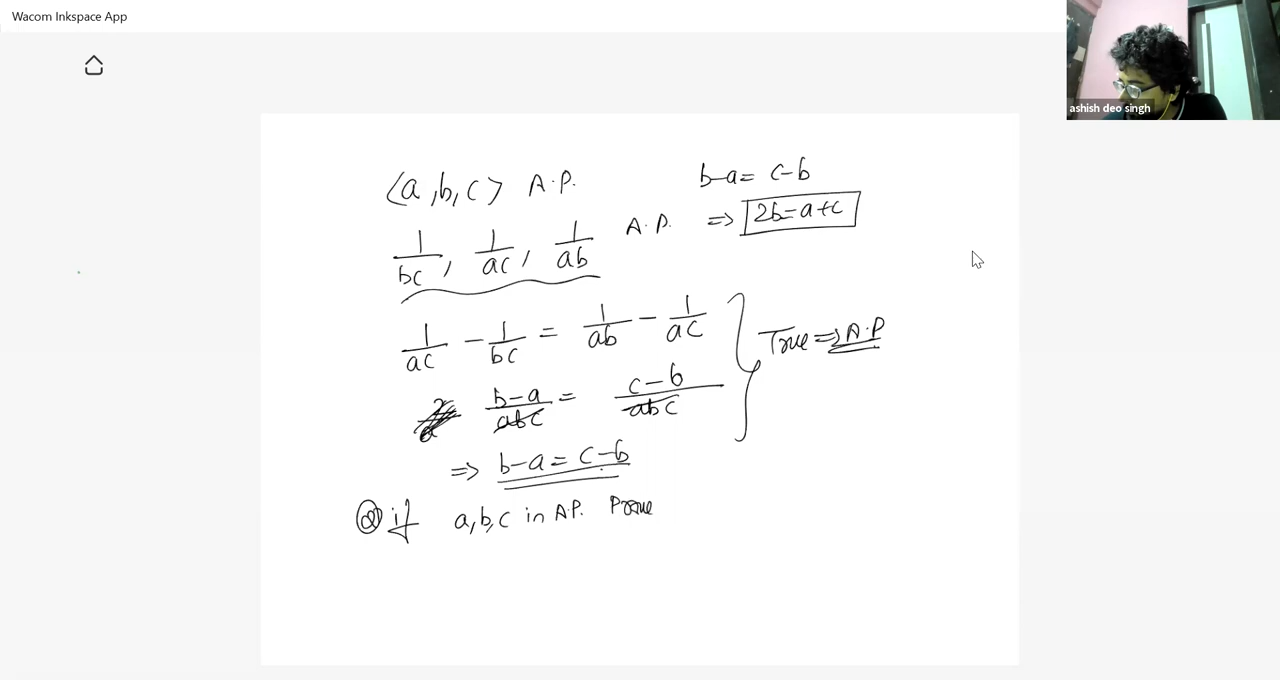 Wacom Inkspace App
ashish deo singh
<a, b, c> A.P.
b-a = c-b
1/bc, 1/ac, 1/ab A.P.
=> 2b = a+c
1/ac - 1/bc = 1/ab - 1/ac
True => A.P
b-a/abc = c-b/abc
=> b-a = c-b
Q if a, b, c in A.P. Prove